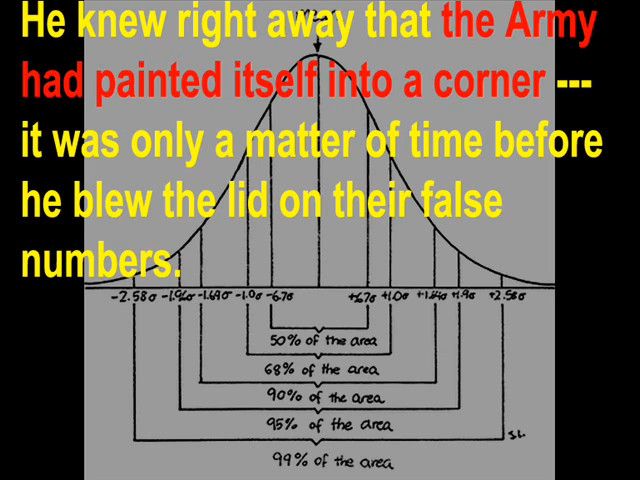 He knew right away that the Army
had painted itself into a corner ---
it was only a matter of time before
he blew the lid on their false
numbers.
-2.58σ -1.96σ -1.64σ -1.0σ -.67σ +.67σ +1.0σ +1.64σ +1.9σ +2.58σ
50% of the area
68% of the area
90% of the area
95% of the area
99% of the area